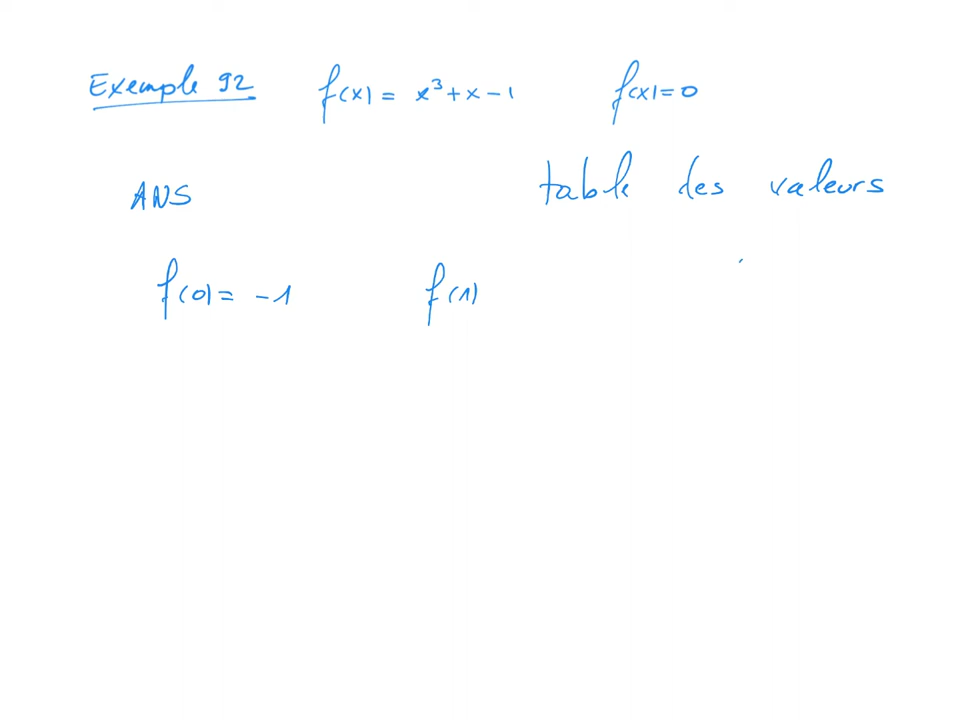 Exemple 92 f(x) = x³ + x - 1 f(x) = 0
ANS table des valeurs
f(0) = -1 f(1)